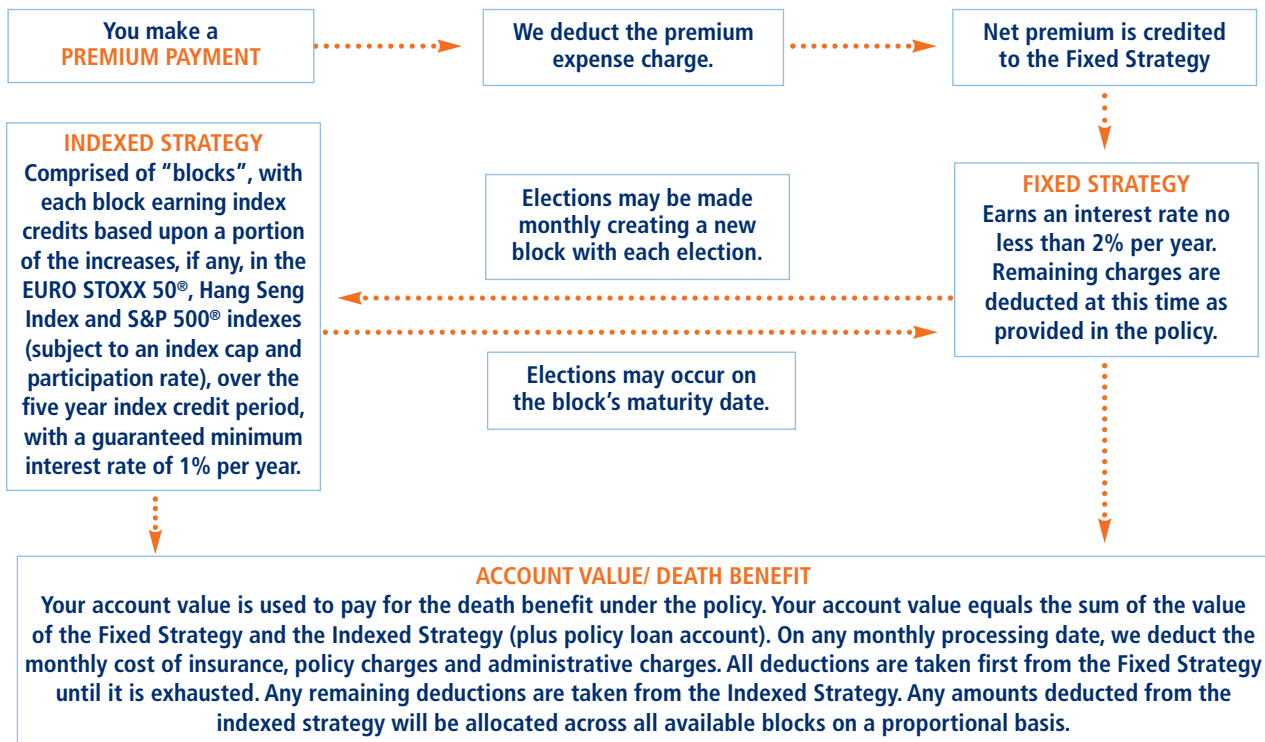 You make a
PREMIUM PAYMENT
We deduct the premium
expense charge.
Net premium is credited
to the Fixed Strategy
INDEXED STRATEGY
Comprised of “blocks”, with
each block earning index
credits based upon a portion
of the increases, if any, in the
EURO STOXX 50®, Hang Seng
Index and S&P 500® indexes
(subject to an index cap and
participation rate), over the
five year index credit period,
with a guaranteed minimum
interest rate of 1% per year.
Elections may be made
monthly creating a new
block with each election.
Elections may occur on
the block’s maturity date.
FIXED STRATEGY
Earns an interest rate no
less than 2% per year.
Remaining charges are
deducted at this time as
provided in the policy.
ACCOUNT VALUE/ DEATH BENEFIT
Your account value is used to pay for the death benefit under the policy. Your account value equals the sum of the value
of the Fixed Strategy and the Indexed Strategy (plus policy loan account). On any monthly processing date, we deduct the
monthly cost of insurance, policy charges and administrative charges. All deductions are taken first from the Fixed Strategy
until it is exhausted. Any remaining deductions are taken from the Indexed Strategy. Any amounts deducted from the
indexed strategy will be allocated across all available blocks on a proportional basis.